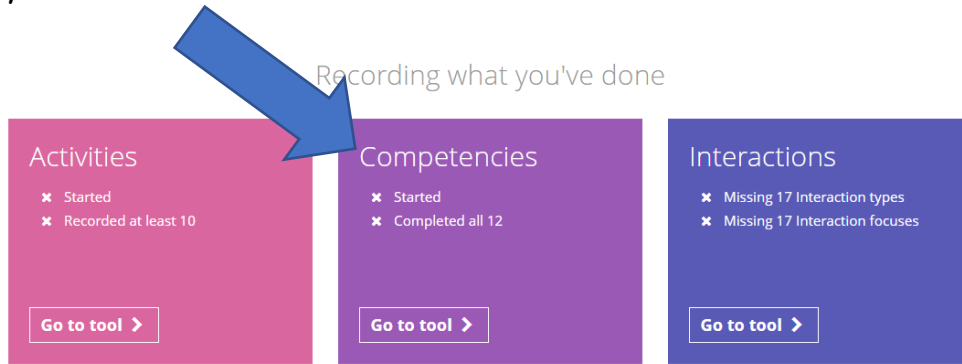 Recording what you've done
Activities
✖ Started
✖ Recorded at least 10
Go to tool ❯
Competencies
✖ Started
✖ Completed all 12
Go to tool ❯
Interactions
✖ Missing 17 Interaction types
✖ Missing 17 Interaction focuses
Go to tool ❯